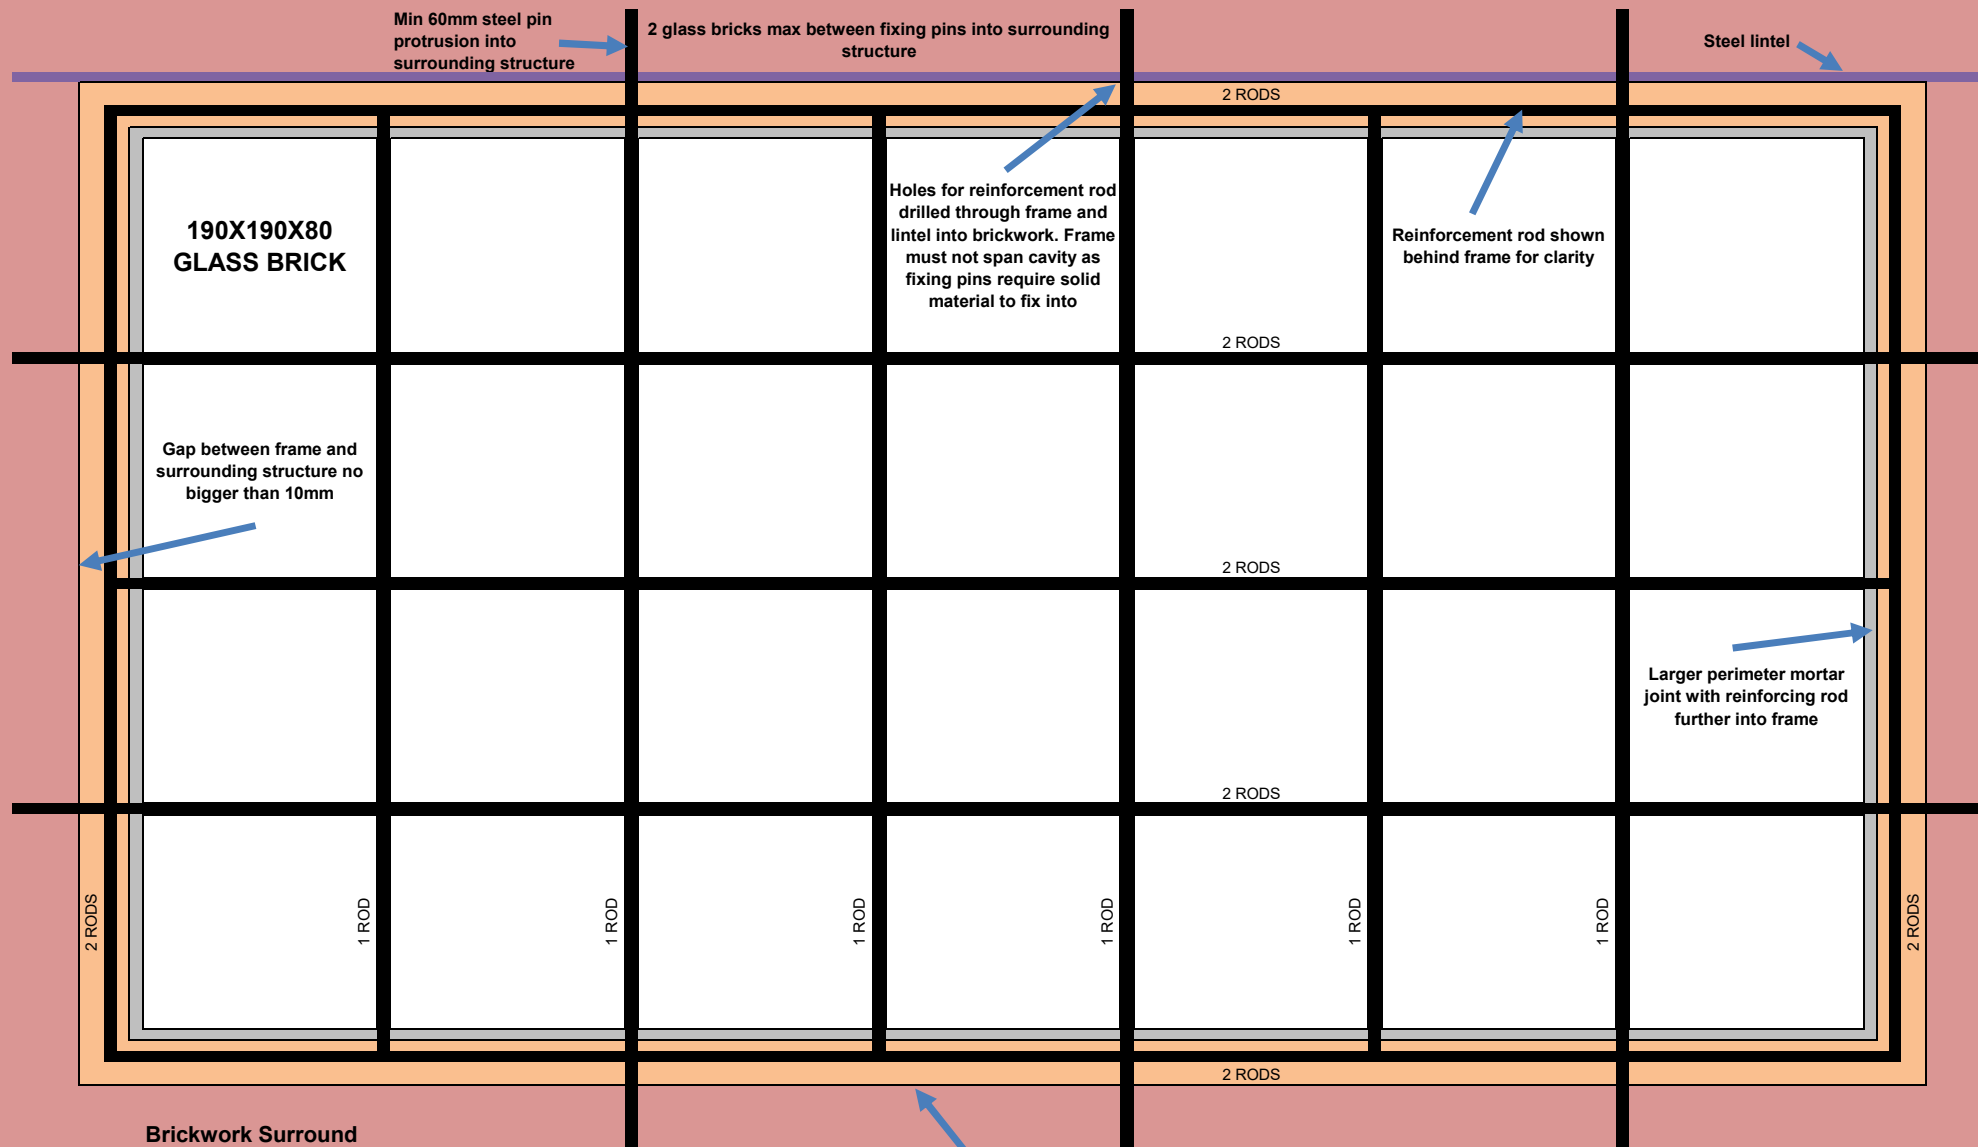 Min 60mm steel pin
protrusion into
surrounding structure
2 glass bricks max between fixing pins into surrounding
structure
Steel lintel
2 RODS
190X190X80
GLASS BRICK
Holes for reinforcement rod
drilled through frame and
lintel into brickwork. Frame
must not span cavity as
fixing pins require solid
material to fix into
Reinforcement rod shown
behind frame for clarity
2 RODS
Gap between frame and
surrounding structure no
bigger than 10mm
2 RODS
Larger perimeter mortar
joint with reinforcing rod
further into frame
2 RODS
2 RODS
1 ROD
1 ROD
1 ROD
1 ROD
1 ROD
1 ROD
2 RODS
2 RODS
Brickwork Surround